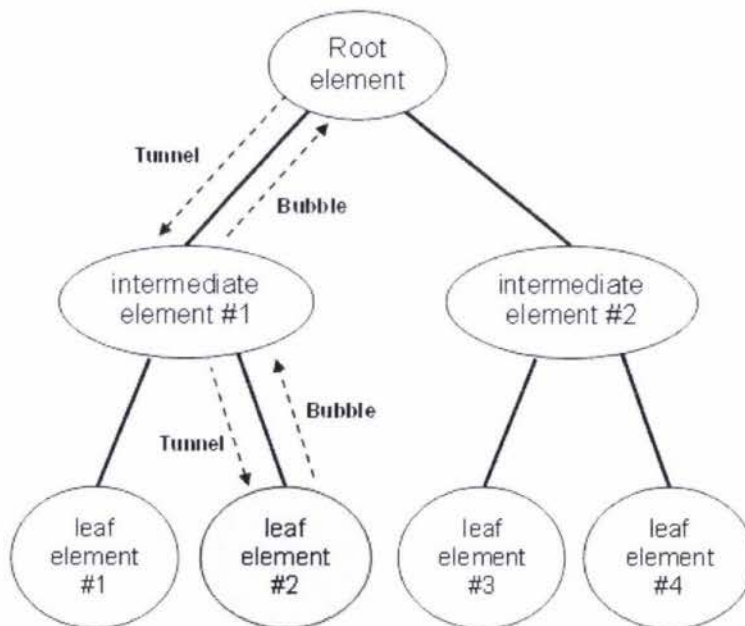 Root
element
Tunnel
Bubble
intermediate
element #1
intermediate
element #2
Bubble
Tunnel
leaf
element
#1
leaf
element
#2
leaf
element
#3
leaf
element
#4